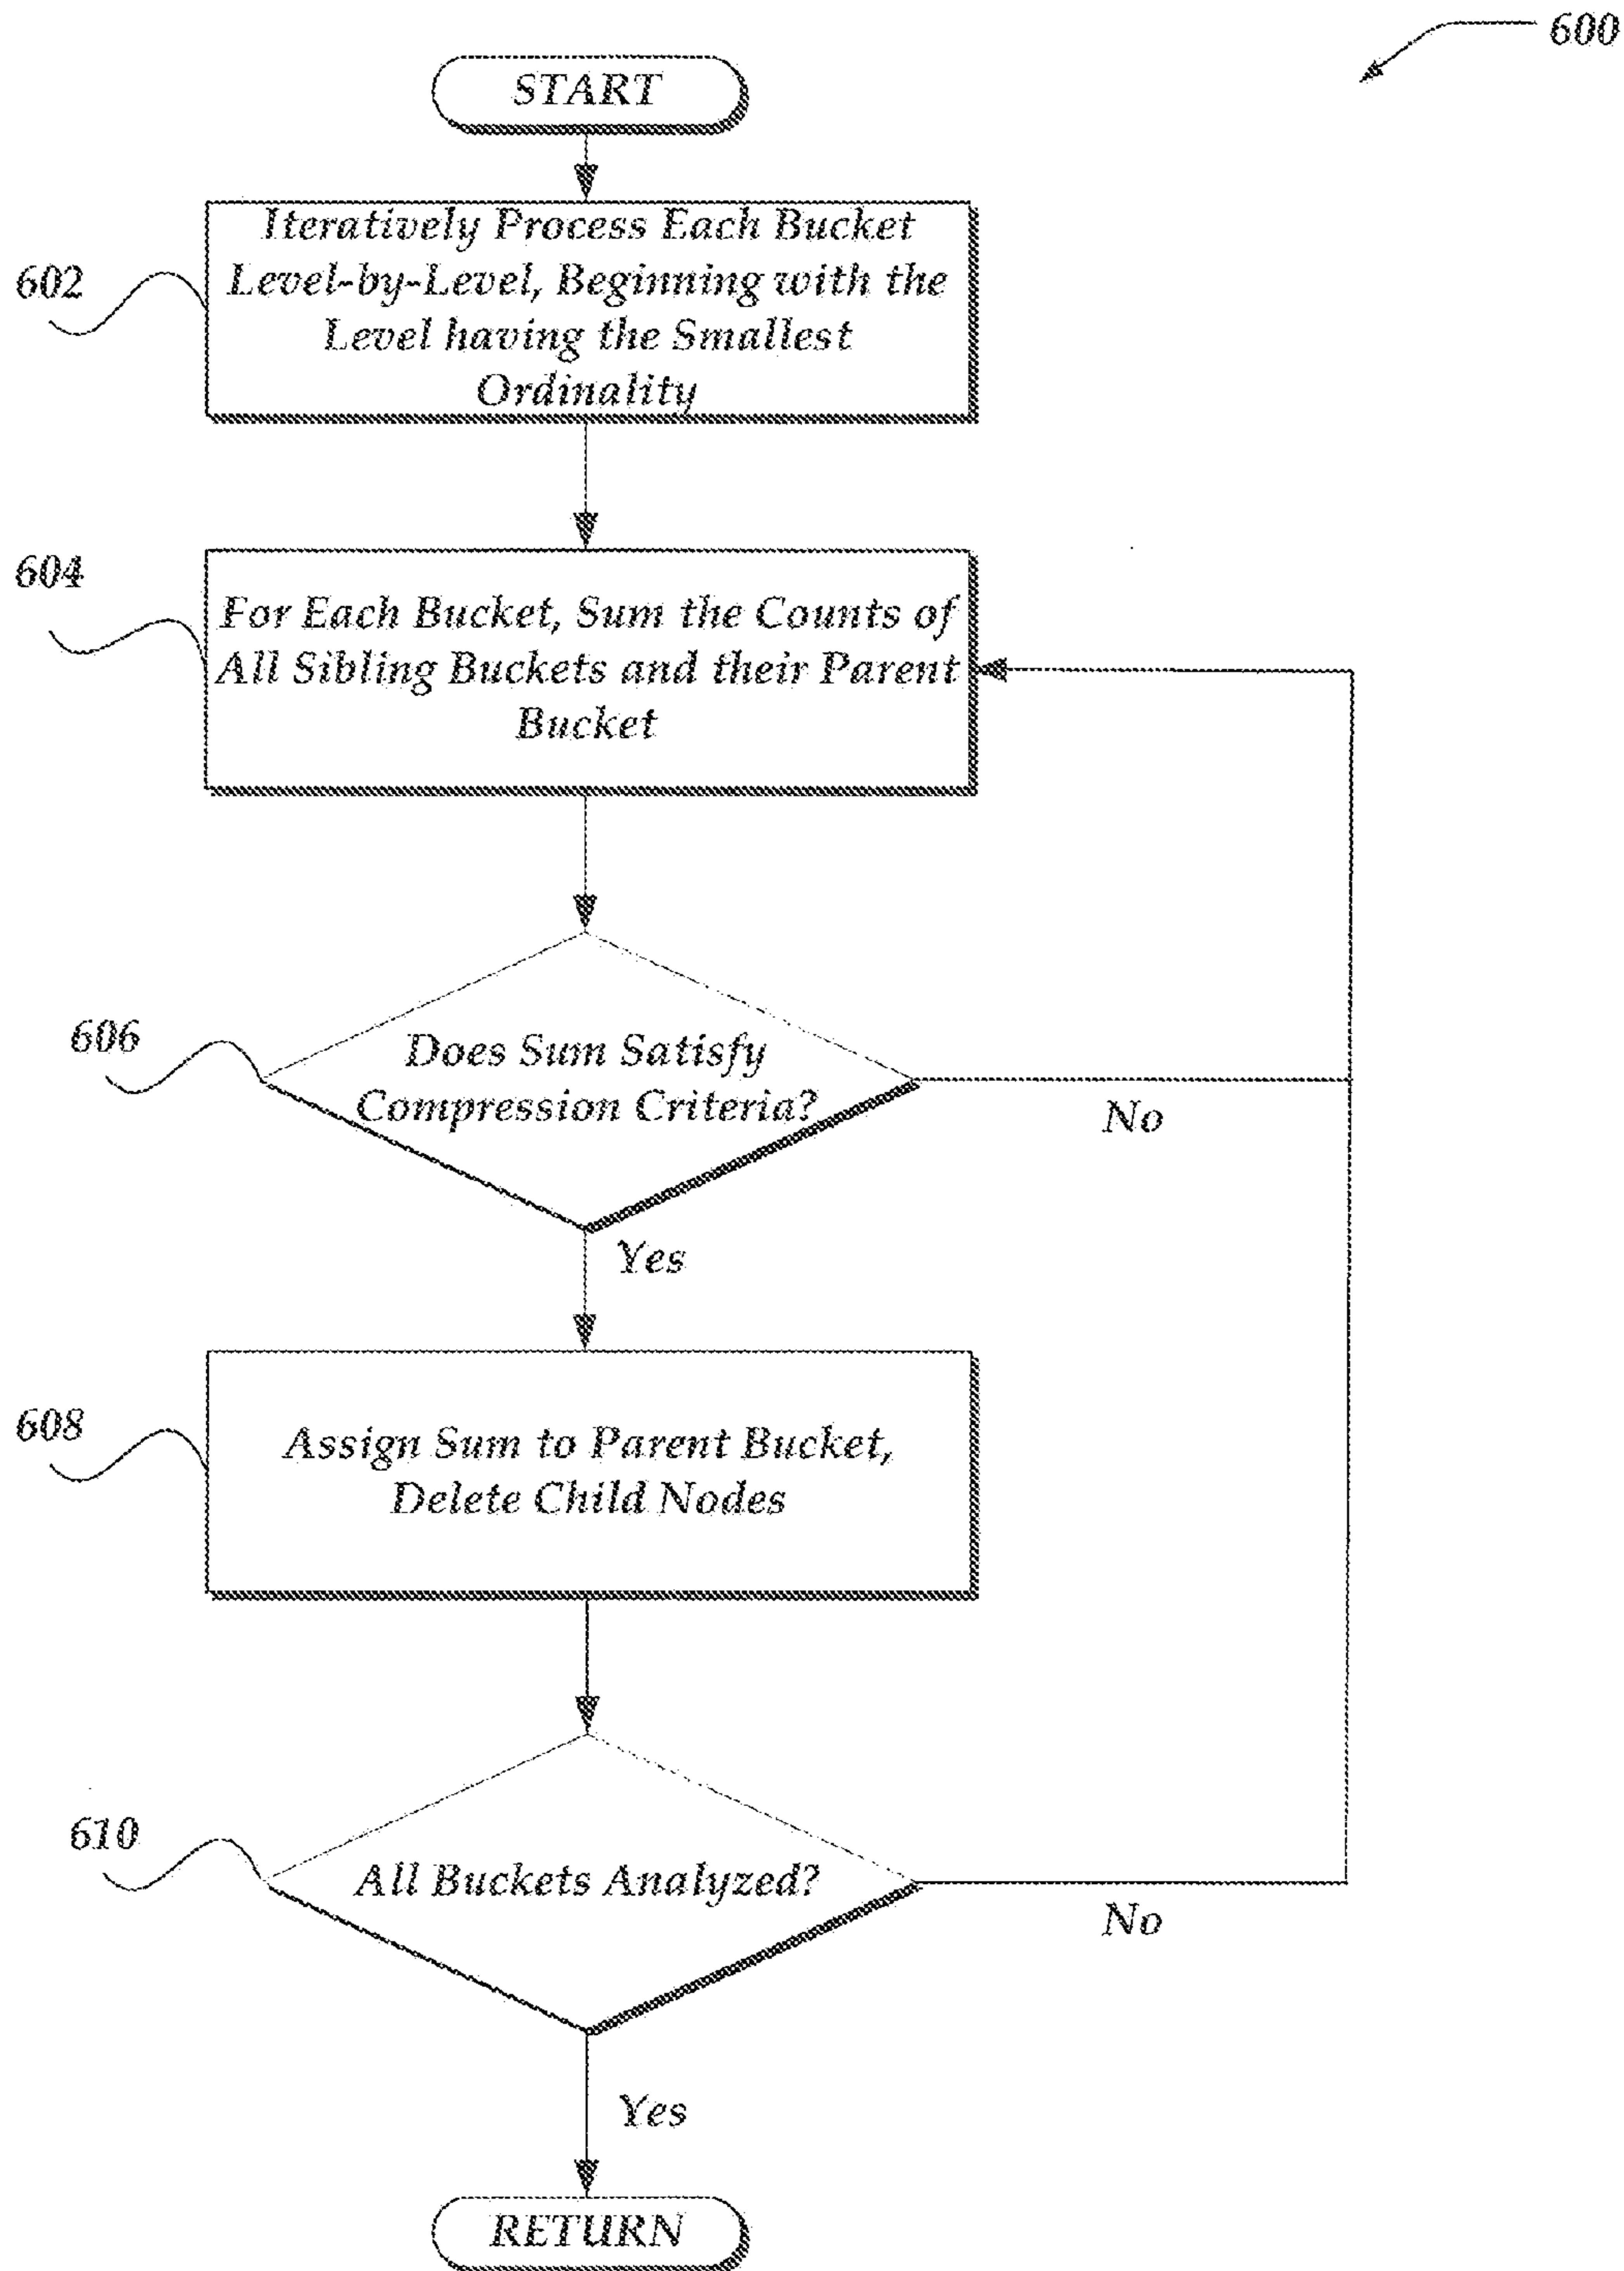 600
START
602
Iteratively Process Each Bucket
Level-by-Level, Beginning with the
Level having the Smallest
Ordinality
604
For Each Bucket, Sum the Counts of
All Sibling Buckets and their Parent
Bucket
606
Does Sum Satisfy
Compression Criteria?
No
Yes
608
Assign Sum to Parent Bucket,
Delete Child Nodes
610
All Buckets Analyzed?
No
Yes
RETURN